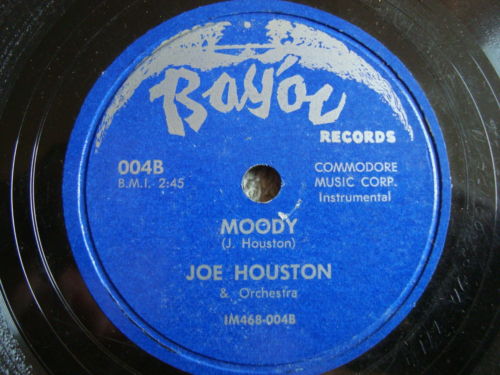 Bayou
RECORDS
004B
B.M.I. 2:45
COMMODORE
MUSIC CORP.
Instrumental
MOODY
(J. Houston)
JOE HOUSTON
& Orchestra
IM468-004B